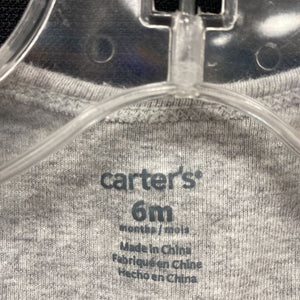 carter's®
6m
months / mois
Made in China
Fabriqué en Chine
Hecho en China